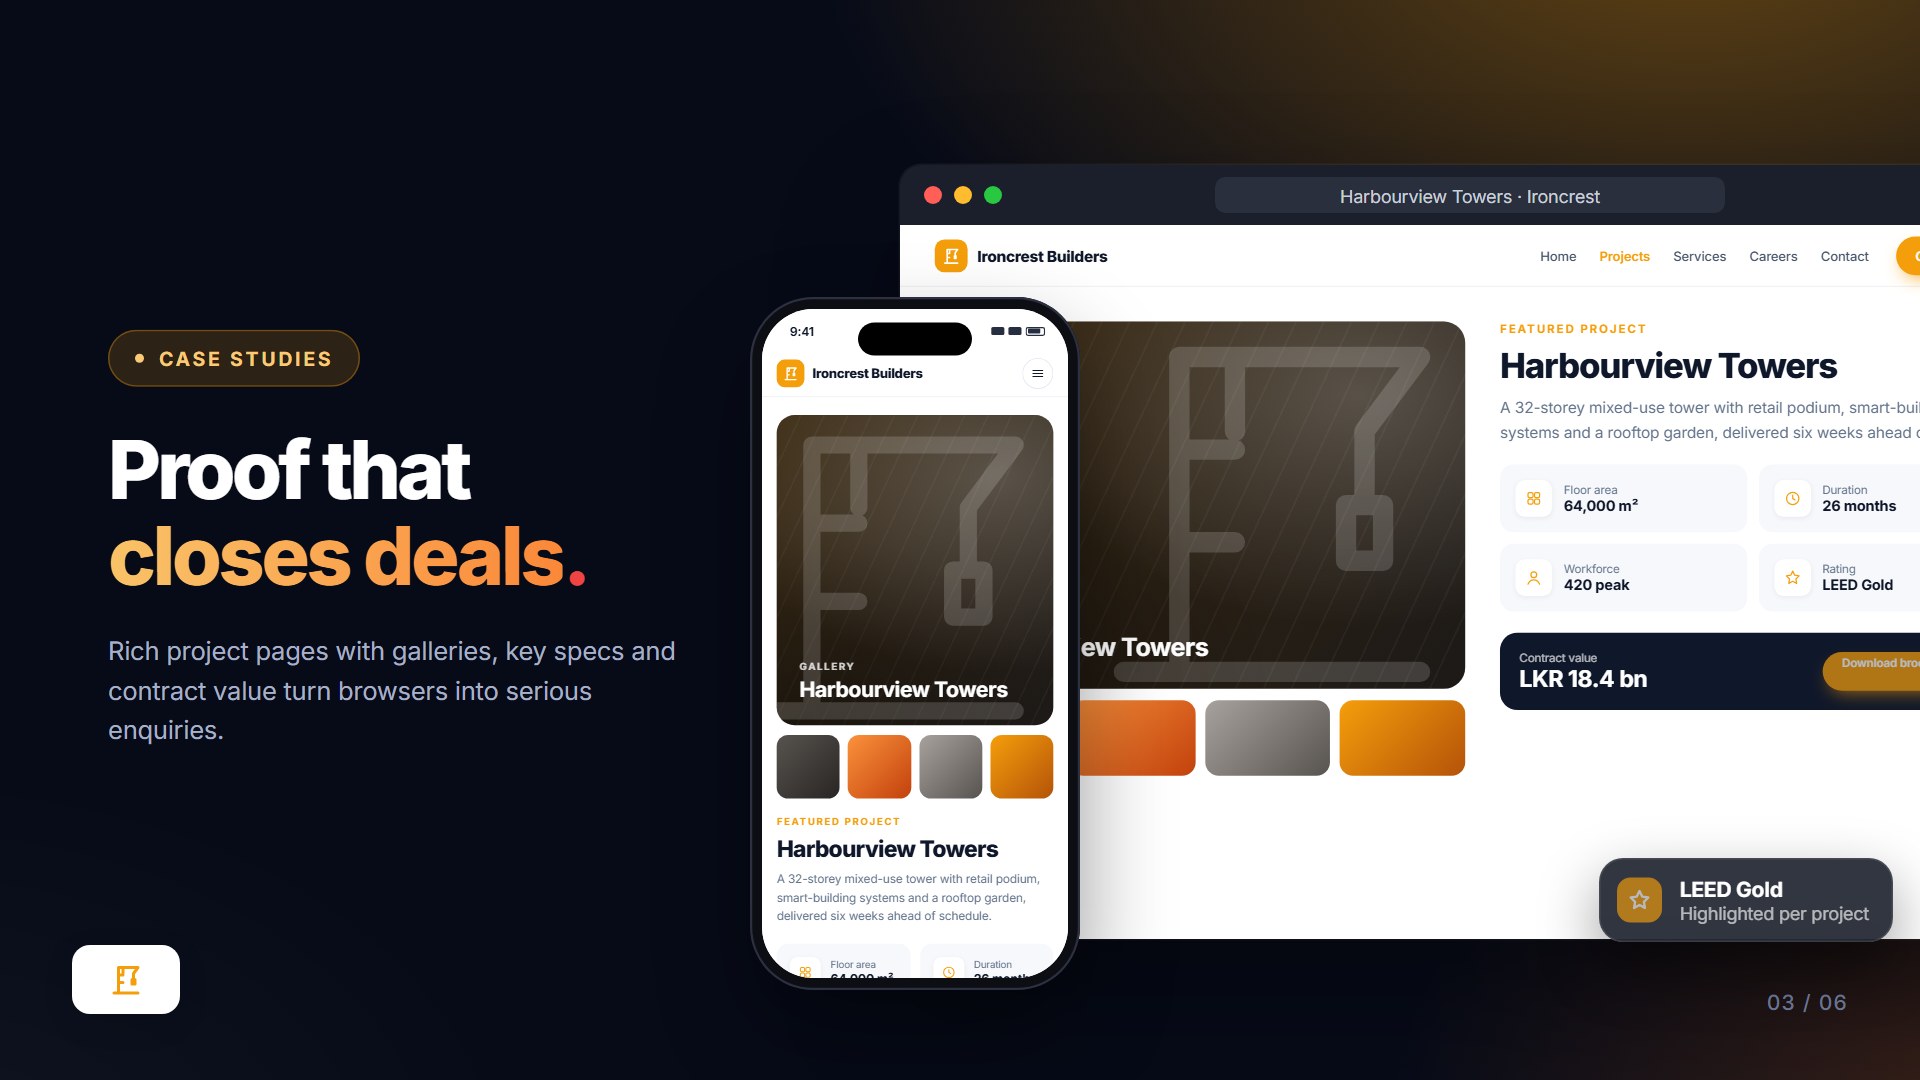 CASE STUDIES
Proof that
closes deals.
Rich project pages with galleries, key specs and
contract value turn browsers into serious
enquiries.
Harbourview Towers · Ironcrest
Ironcrest Builders
Home
Projects
Services
Careers
Contact
ew Towers
FEATURED PROJECT
Harbourview Towers
A 32-storey mixed-use tower with retail podium,
systems and a rooftop garden, delivered six weeks ahead
Floor area
64,000 m²
Duration
26 months
Workforce
420 peak
Rating
LEED Gold
Contract value
LKR 18.4 bn
Download
LEED Gold
Highlighted per project
9:41
Ironcrest Builders
GALLERY
Harbourview Towers
FEATURED PROJECT
Harbourview Towers
A 32-storey mixed-use tower with retail podium,
smart-building systems and a rooftop garden,
delivered six weeks ahead of schedule.
Floor area
64,000 m²
Duration
26 months
03 / 06